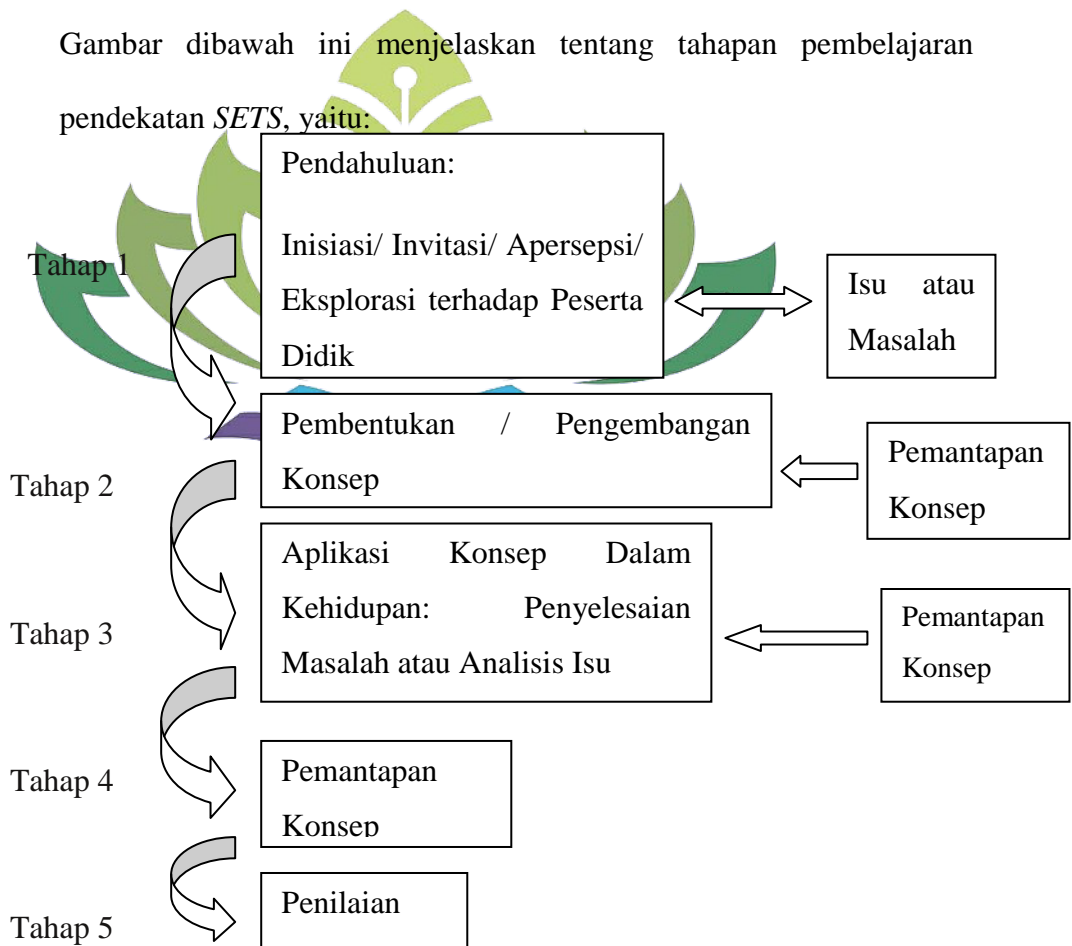 Gambar dibawah ini menjelaskan tentang tahapan pembelajaran
pendekatan SETS, yaitu:
Pendahuluan:
Tahap 1
Inisiasi/ Invitasi/ Apersepsi/
Eksplorasi terhadap Peserta
Didik
Isu atau
Masalah
Tahap 2
Pembentukan / Pengembangan
Konsep
Pemantapan
Konsep
Tahap 3
Aplikasi Konsep Dalam
Kehidupan: Penyelesaian
Masalah atau Analisis Isu
Pemantapan
Konsep
Tahap 4
Pemantapan
Konsep
Tahap 5
Penilaian